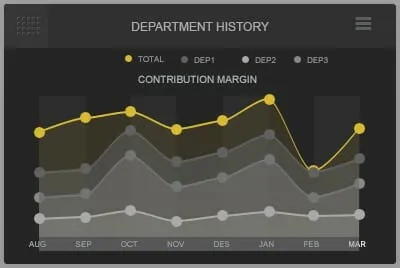 DEPARTMENT HISTORY
TOTAL DEP1 DEP2 DEP3
CONTRIBUTION MARGIN
AUG SEP OCT NOV DES JAN FEB MAR